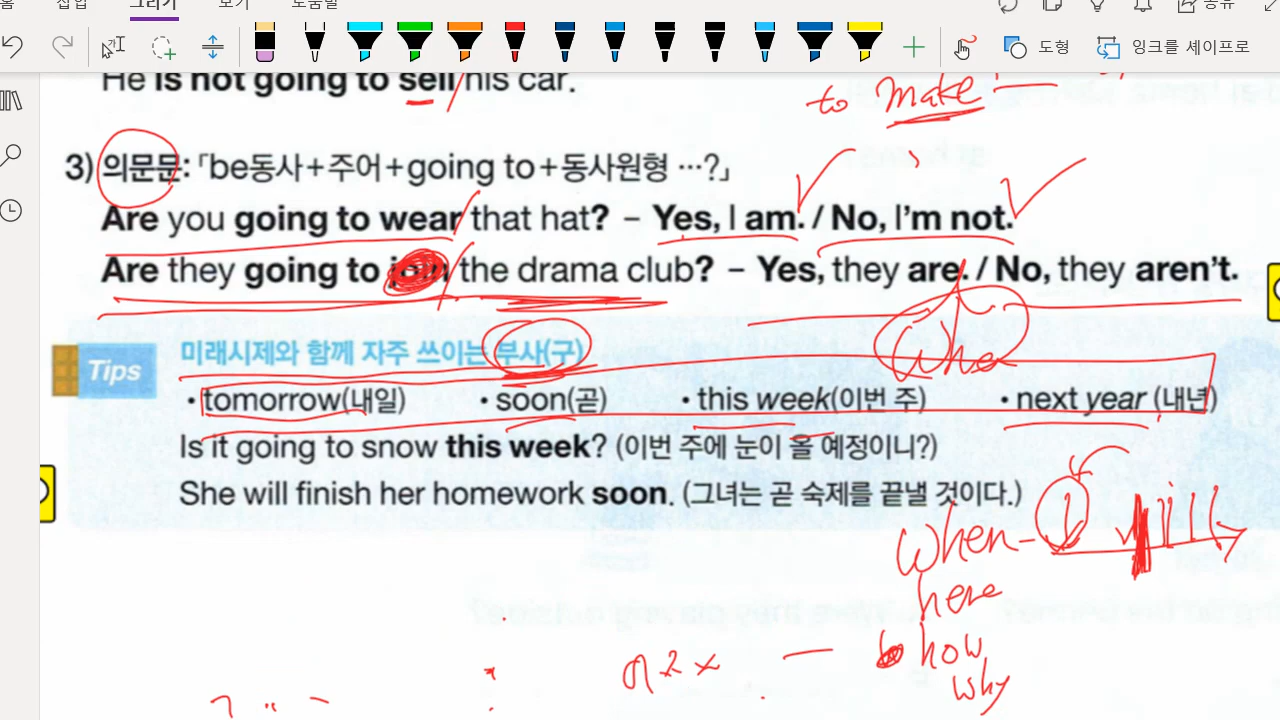 홈 삽입 그리기 보기 도움말 공유
도형 잉크를 셰이프로
He is not going to sell his car.
to make
3) 의문문: 「be동사+주어+going to+동사원형 …?」
Are you going to wear that hat? – Yes, I am. / No, I'm not.
Are they going to join the drama club? – Yes, they are. / No, they aren't.
Who
Tips 미래시제와 함께 자주 쓰이는 부사(구)
• tomorrow(내일) • soon(곧) • this week(이번 주) • next year (내년)
Is it going to snow this week? (이번 주에 눈이 올 예정이니?)
She will finish her homework soon. (그녀는 곧 숙제를 끝낼 것이다.)
When
here
how
why